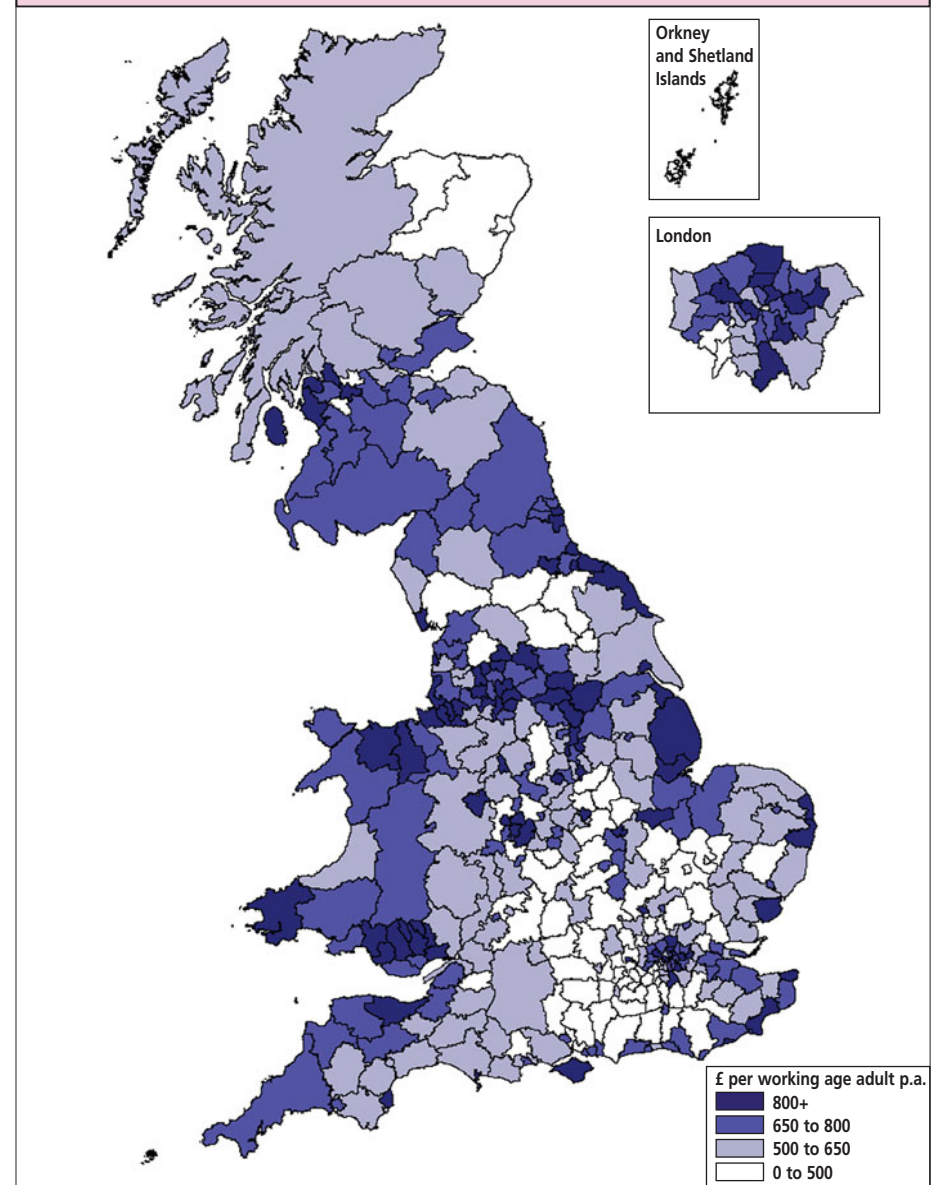 Orkney
and Shetland
Islands
London
£ per working age adult p.a.
800+
650 to 800
500 to 650
0 to 500